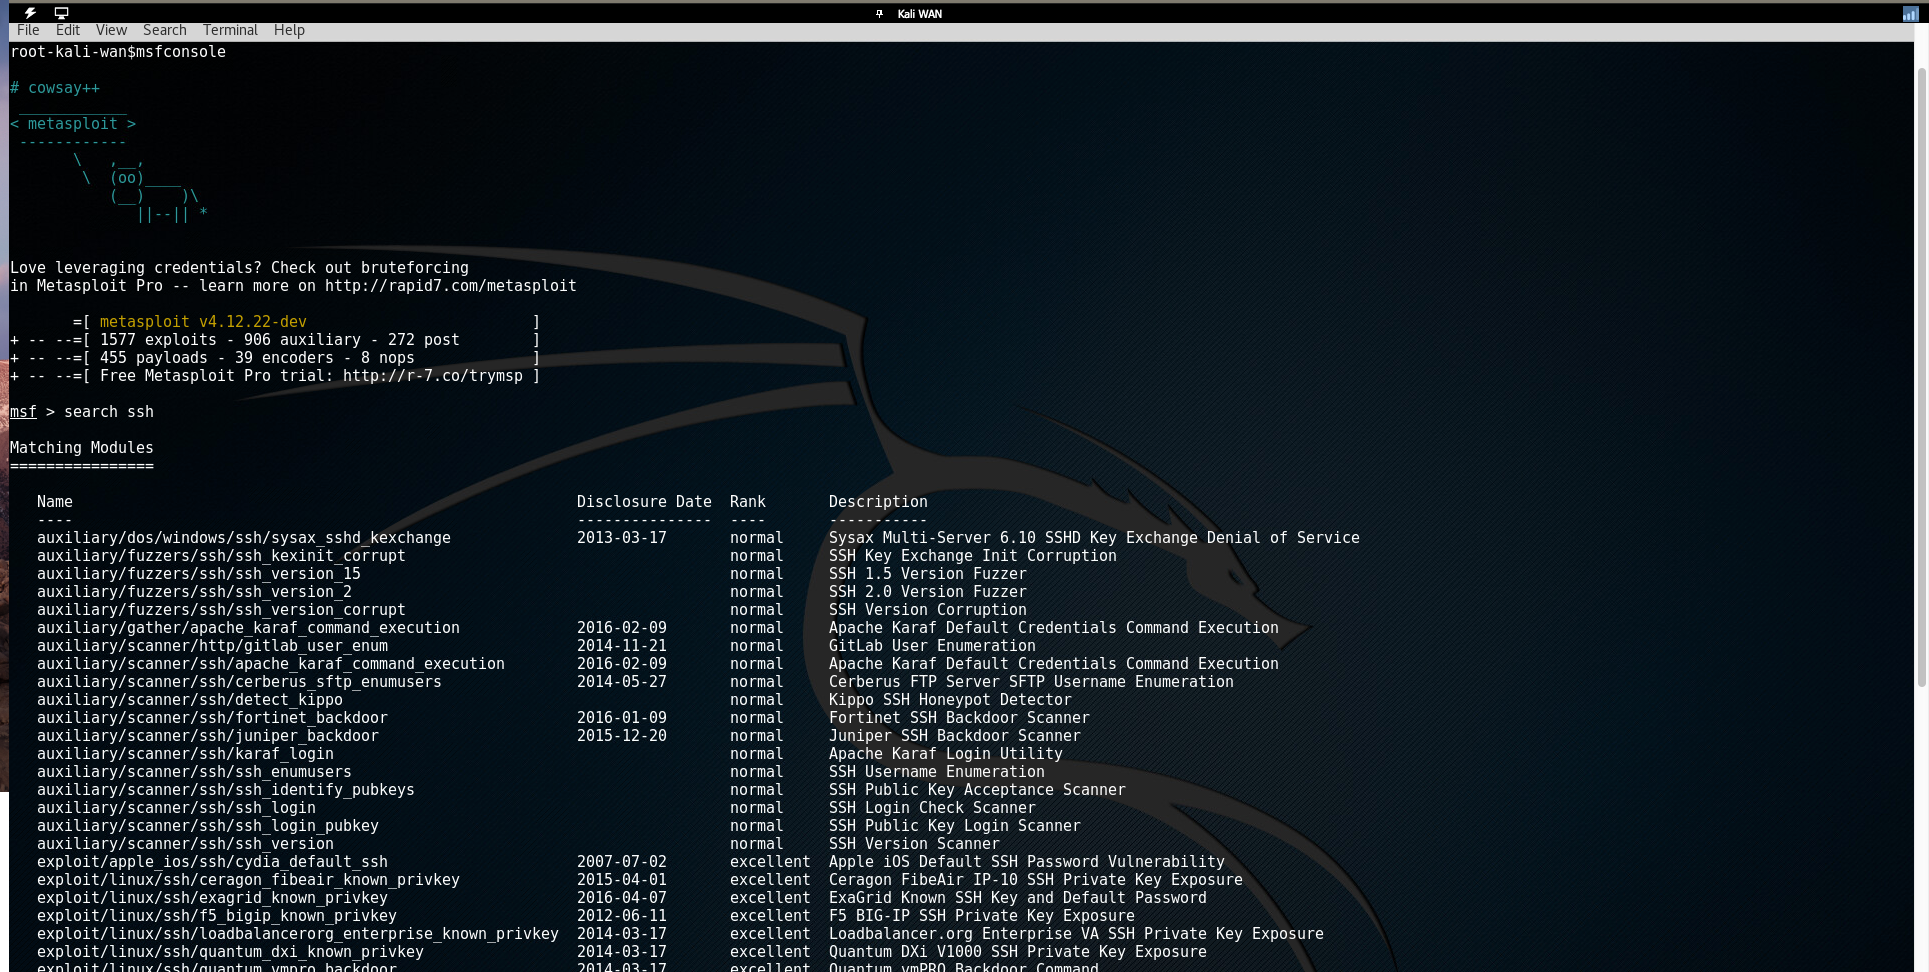 Kali WAN
File Edit View Search Terminal Help
root-kali-wan$msfconsole
# cowsay++
 ____________
< metasploit >
 ------------
       \   ,__,
        \  (oo)____
           (__)    )\
              ||--|| *
Love leveraging credentials? Check out bruteforcing
in Metasploit Pro -- learn more on http://rapid7.com/metasploit
       =[ metasploit v4.12.22-dev                         ]
+ -- --=[ 1577 exploits - 906 auxiliary - 272 post        ]
+ -- --=[ 455 payloads - 39 encoders - 8 nops             ]
+ -- --=[ Free Metasploit Pro trial: http://r-7.co/trymsp ]
msf > search ssh
Matching Modules
================
   Name                                                        Disclosure Date  Rank       Description
   ----                                                        ---------------  ----       -----------
   auxiliary/dos/windows/ssh/sysax_sshd_kexchange              2013-03-17       normal     Sysax Multi-Server 6.10 SSHD Key Exchange Denial of Service
   auxiliary/fuzzers/ssh/ssh_kexinit_corrupt                                    normal     SSH Key Exchange Init Corruption
   auxiliary/fuzzers/ssh/ssh_version_15                                         normal     SSH 1.5 Version Fuzzer
   auxiliary/fuzzers/ssh/ssh_version_2                                          normal     SSH 2.0 Version Fuzzer
   auxiliary/fuzzers/ssh/ssh_version_corrupt                                    normal     SSH Version Corruption
   auxiliary/gather/apache_karaf_command_execution             2016-02-09       normal     Apache Karaf Default Credentials Command Execution
   auxiliary/scanner/http/gitlab_user_enum                     2014-11-21       normal     GitLab User Enumeration
   auxiliary/scanner/ssh/apache_karaf_command_execution        2016-02-09       normal     Apache Karaf Default Credentials Command Execution
   auxiliary/scanner/ssh/cerberus_sftp_enumusers               2014-05-27       normal     Cerberus FTP Server SFTP Username Enumeration
   auxiliary/scanner/ssh/detect_kippo                                           normal     Kippo SSH Honeypot Detector
   auxiliary/scanner/ssh/fortinet_backdoor                     2016-01-09       normal     Fortinet SSH Backdoor Scanner
   auxiliary/scanner/ssh/juniper_backdoor                      2015-12-20       normal     Juniper SSH Backdoor Scanner
   auxiliary/scanner/ssh/karaf_login                                            normal     Apache Karaf Login Utility
   auxiliary/scanner/ssh/ssh_enumusers                                          normal     SSH Username Enumeration
   auxiliary/scanner/ssh/ssh_identify_pubkeys                                   normal     SSH Public Key Acceptance Scanner
   auxiliary/scanner/ssh/ssh_login                                              normal     SSH Login Check Scanner
   auxiliary/scanner/ssh/ssh_login_pubkey                                       normal     SSH Public Key Login Scanner
   auxiliary/scanner/ssh/ssh_version                                            normal     SSH Version Scanner
   exploit/apple_ios/ssh/cydia_default_ssh                     2007-07-02       excellent  Apple iOS Default SSH Password Vulnerability
   exploit/linux/ssh/ceragon_fibeair_known_privkey             2015-04-01       excellent  Ceragon FibeAir IP-10 SSH Private Key Exposure
   exploit/linux/ssh/exagrid_known_privkey                     2016-04-07       excellent  ExaGrid Known SSH Key and Default Password
   exploit/linux/ssh/f5_bigip_known_privkey                    2012-06-11       excellent  F5 BIG-IP SSH Private Key Exposure
   exploit/linux/ssh/loadbalancerorg_enterprise_known_privkey  2014-03-17       excellent  Loadbalancer.org Enterprise VA SSH Private Key Exposure
   exploit/linux/ssh/quantum_dxi_known_privkey                 2014-03-17       excellent  Quantum DXi V1000 SSH Private Key Exposure
   exploit/linux/ssh/quantum_vmpro_backdoor                    2014-03-17       excellent  Quantum vmPRO Backdoor Command